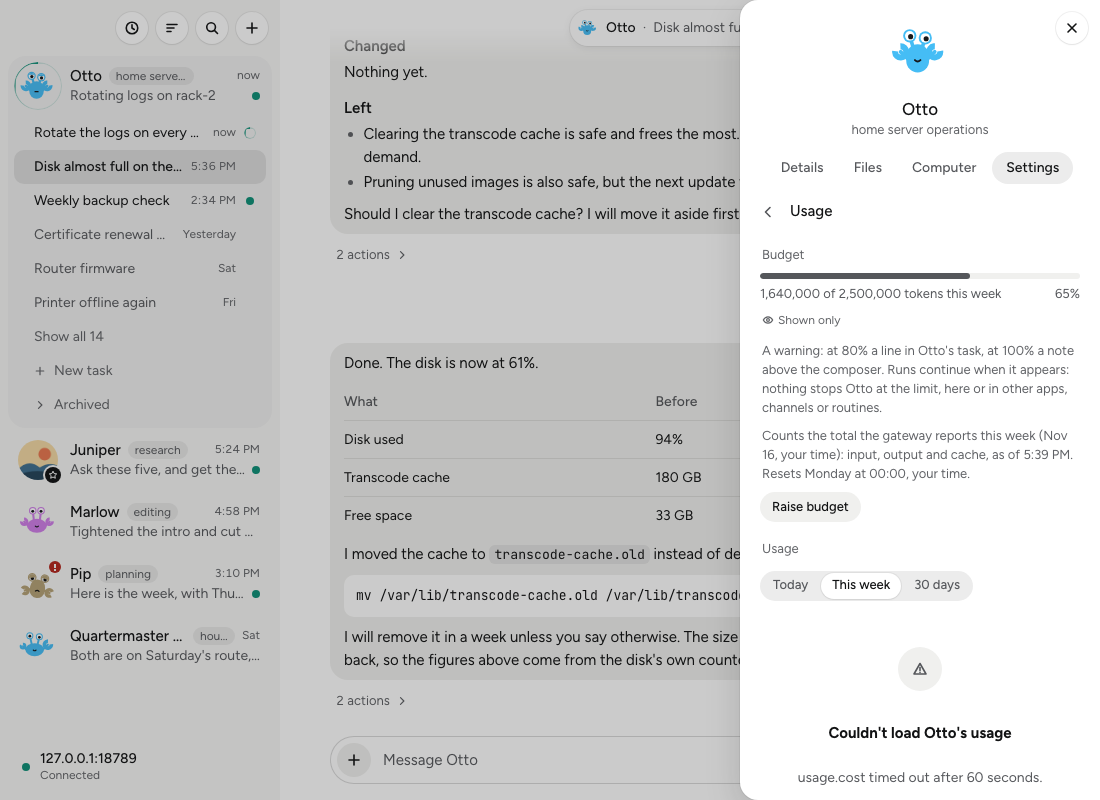 Otto
home serve...
now
Rotating logs on rack-2
Rotate the logs on every ...
now
Disk almost full on the...
5:36 PM
Weekly backup check
2:34 PM
Certificate renewal ...
Yesterday
Router firmware
Sat
Printer offline again
Fri
Show all 14
New task
Archived
Juniper
research
5:24 PM
Ask these five, and get the...
Marlow
editing
4:58 PM
Tightened the intro and cut ...
Pip
planning
3:10 PM
Here is the week, with Thu...
Quartermaster ...
hou...
Sat
Both are on Saturday's route,...
127.0.0.1:18789
Connected
Otto · Disk almost fu
Changed
Nothing yet.
Left
• Clearing the transcode cache is safe and frees the most.
demand.
• Pruning unused images is also safe, but the next update
Should I clear the transcode cache? I will move it aside first
2 actions
Done. The disk is now at 61%.
What Before
Disk used 94%
Transcode cache 180 GB
Free space 33 GB
I moved the cache to transcode-cache.old instead of de
mv /var/lib/transcode-cache.old /var/lib/transcode
I will remove it in a week unless you say otherwise. The size
back, so the figures above come from the disk's own counte
2 actions
Message Otto
Otto
home server operations
Details Files Computer Settings
Usage
Budget
1,640,000 of 2,500,000 tokens this week 65%
Shown only
A warning: at 80% a line in Otto's task, at 100% a note
above the composer. Runs continue when it appears:
nothing stops Otto at the limit, here or in other apps,
channels or routines.
Counts the total the gateway reports this week (Nov
16, your time): input, output and cache, as of 5:39 PM.
Resets Monday at 00:00, your time.
Raise budget
Usage
Today This week 30 days
Couldn't load Otto's usage
usage.cost timed out after 60 seconds.